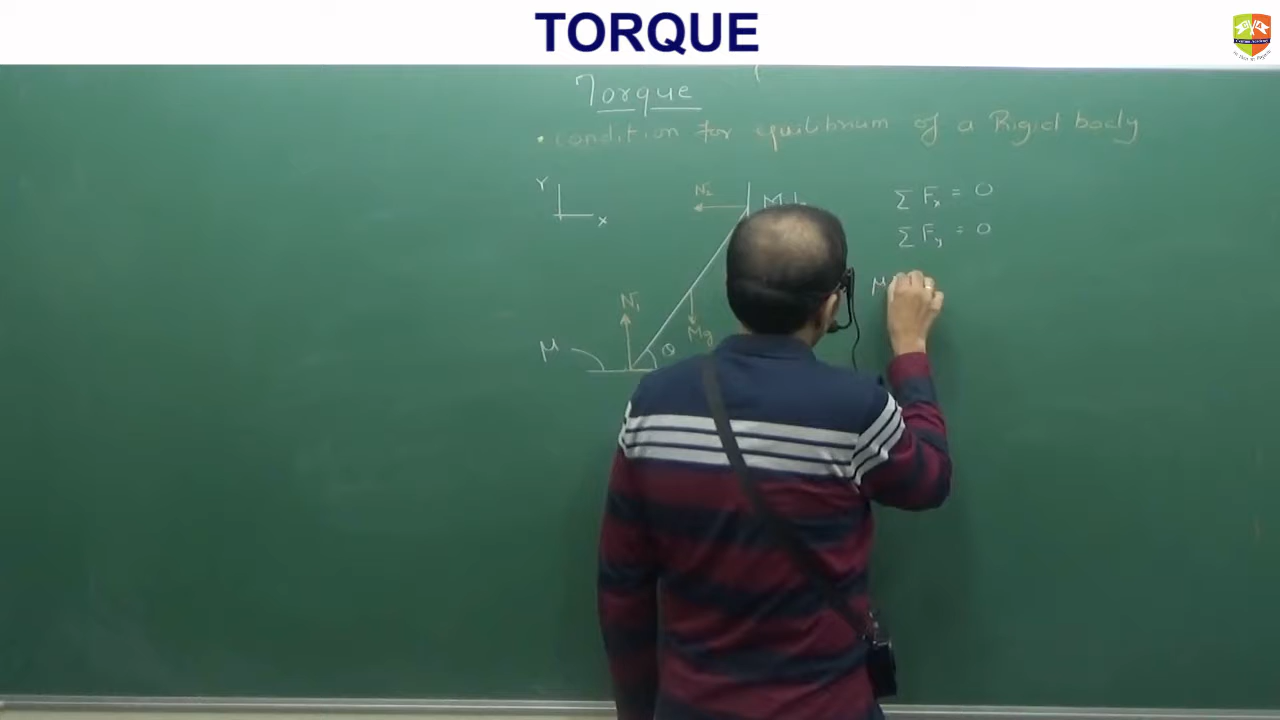 TORQUE
Torque
• condition for equilibrium of a Rigid body
Y
X
N₂
M
Σ Fₓ = 0
Σ Fᵧ = 0
μ
N₁
Mg
θ
μ